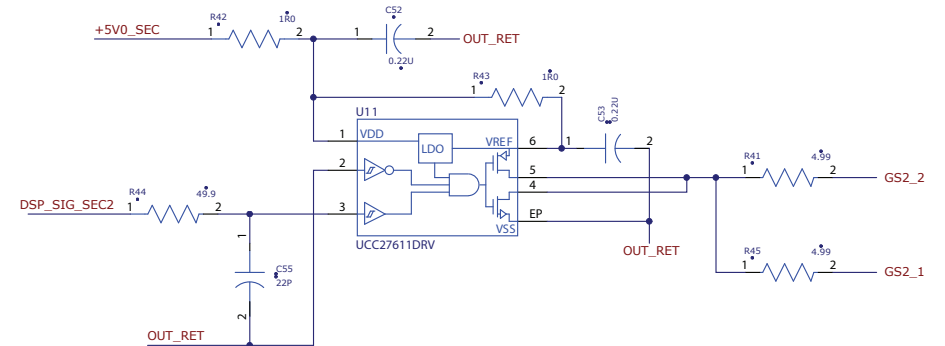 R42
1R0
C52
+5V0_SEC
1
2
1
2
OUT_RET
0.22U
R43
1R0
1
2
C53
0.22U
U11
1
VDD
LDO
VREF
6
1
2
2
5
4
R41
4.99
1
2
GS2_2
R44
49.9
DSP_SIG_SEC2
1
2
3
EP
VSS
UCC27611DRV
OUT_RET
1
R45
4.99
1
2
GS2_1
C55
22P
2
OUT_RET